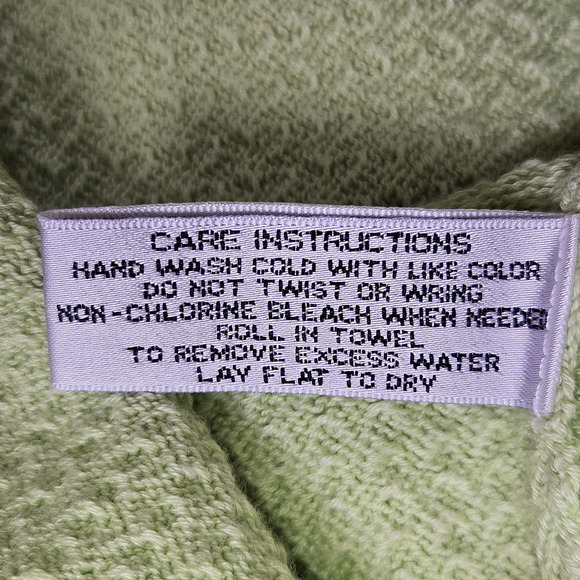 CARE INSTRUCTIONS
HAND WASH COLD WITH LIKE COLOR
DO NOT TWIST OR WRING
NON-CHLORINE BLEACH WHEN NEEDED
ROLL IN TOWEL
TO REMOVE EXCESS WATER
LAY FLAT TO DRY